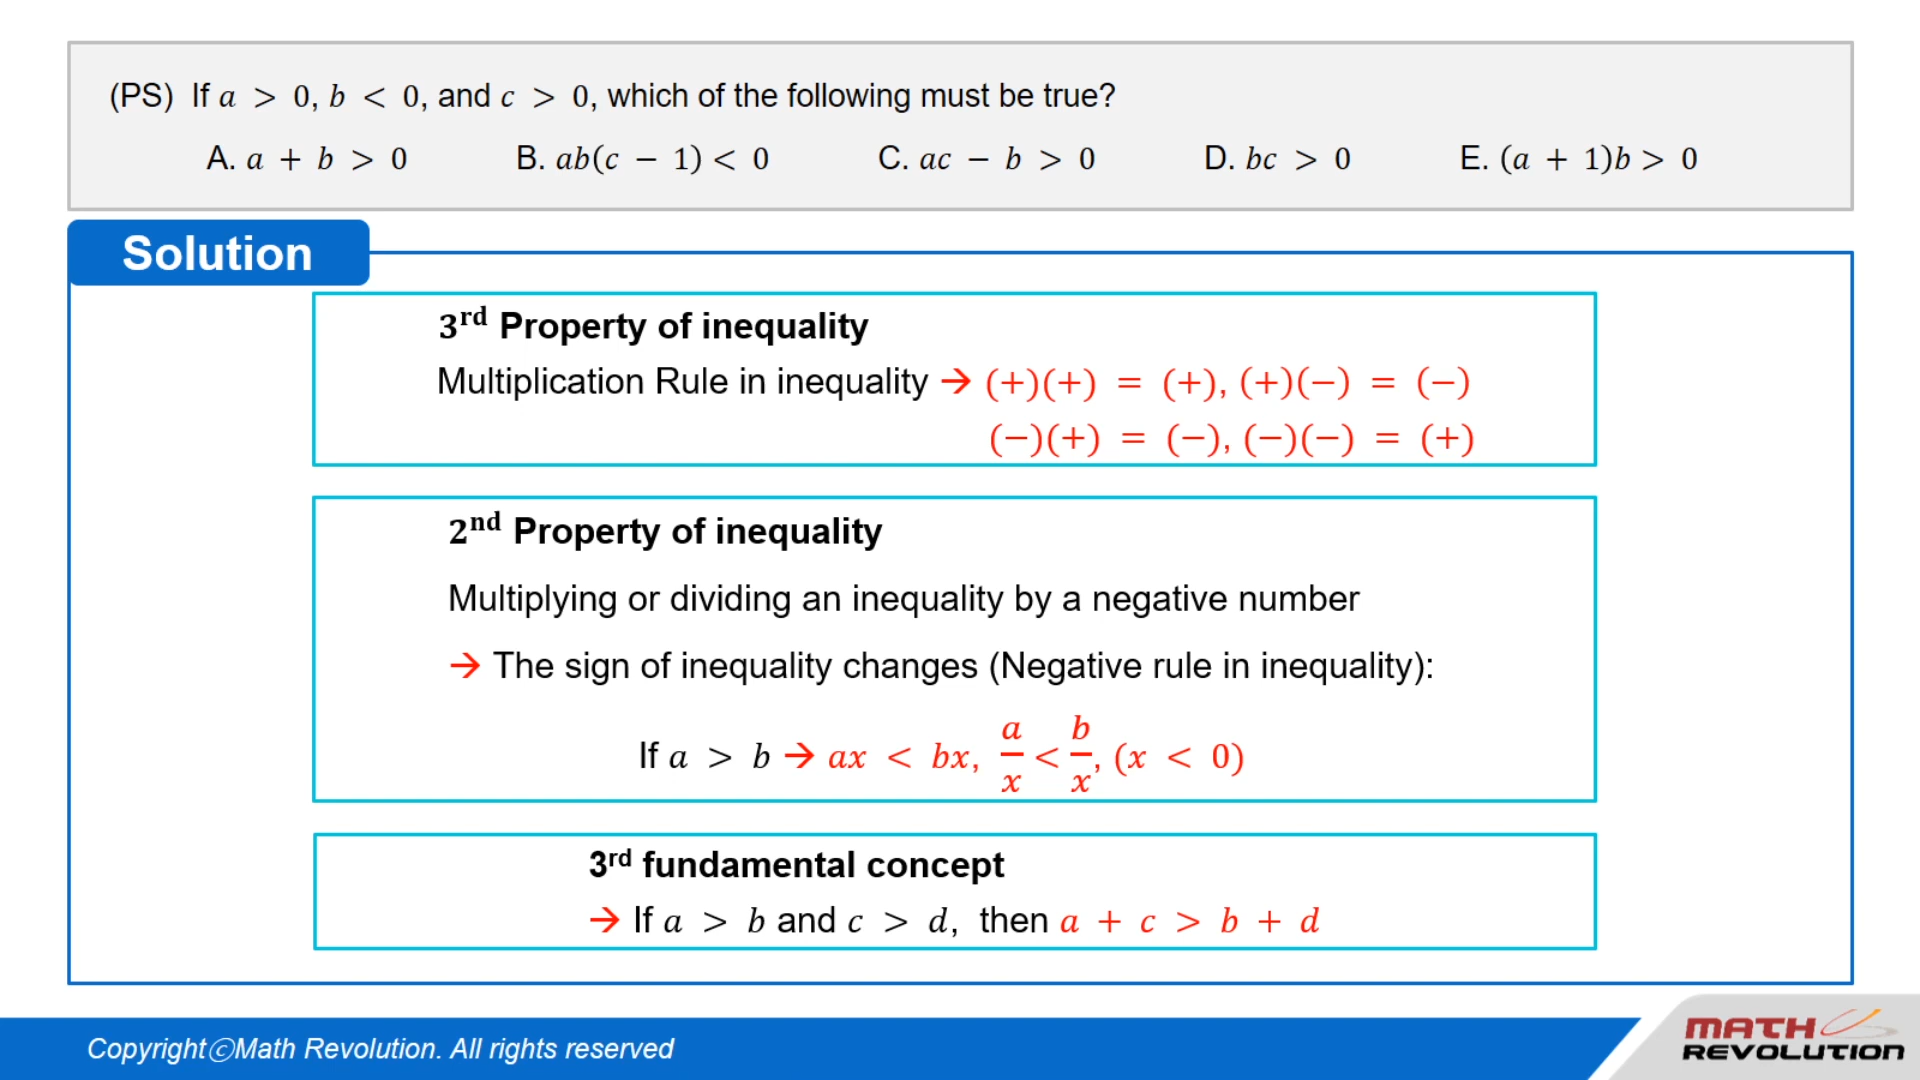 (PS) If a > 0, b < 0, and c > 0, which of the following must be true?
A. a + b > 0 B. ab(c − 1) < 0 C. ac − b > 0 D. bc > 0 E. (a + 1)b > 0
Solution
3rd Property of inequality
Multiplication Rule in inequality → (+)(+) = (+), (+)(−) = (−)
(−)(+) = (−), (−)(−) = (+)
2nd Property of inequality
Multiplying or dividing an inequality by a negative number
→ The sign of inequality changes (Negative rule in inequality):
If a > b → ax < bx, a/x < b/x, (x < 0)
3rd fundamental concept
→ If a > b and c > d, then a + c > b + d
CopyrightⓒMath Revolution. All rights reserved
MATH
REVOLUTION